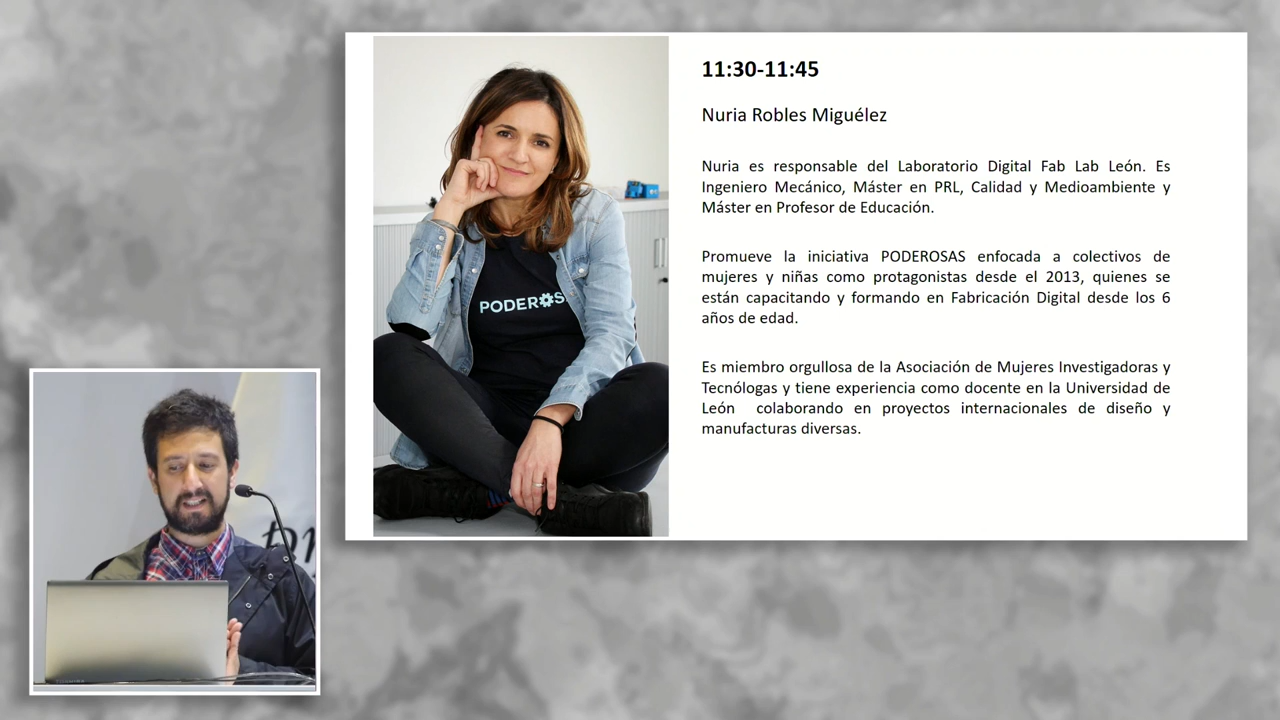 11:30-11:45
Nuria Robles Miguélez
Nuria es responsable del Laboratorio Digital Fab Lab León. Es
Ingeniero Mecánico, Máster en PRL, Calidad y Medioambiente y
Máster en Profesor de Educación.
Promueve la iniciativa PODEROSAS enfocada a colectivos de
mujeres y niñas como protagonistas desde el 2013, quienes se
están capacitando y formando en Fabricación Digital desde los 6
años de edad.
Es miembro orgullosa de la Asociación de Mujeres Investigadoras y
Tecnólogas y tiene experiencia como docente en la Universidad de
León colaborando en proyectos internacionales de diseño y
manufacturas diversas.
PODEROS